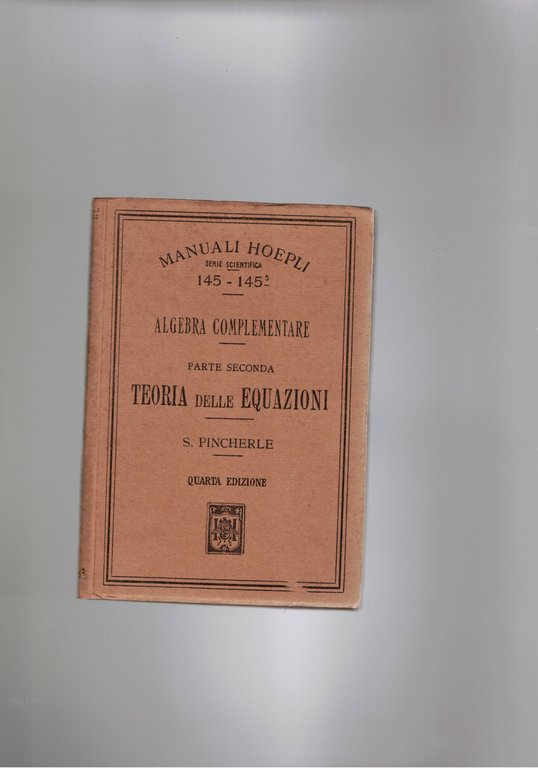 MANUALI HOEPLI
SERIE SCIENTIFICA
145 - 145⁵
ALGEBRA COMPLEMENTARE
PARTE SECONDA
TEORIA DELLE EQUAZIONI
S. PINCHERLE
QUARTA EDIZIONE